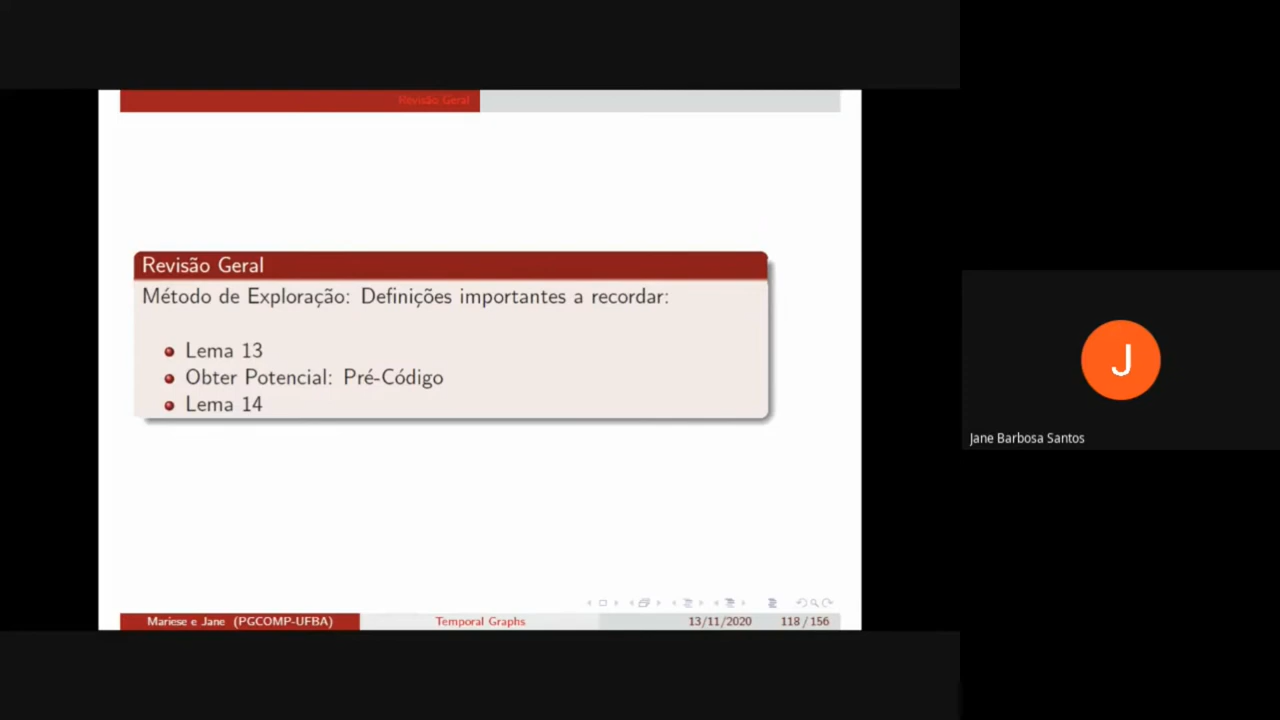 Revisão Geral
Revisão Geral
Método de Exploração: Definições importantes a recordar:
Lema 13
Obter Potencial: Pré-Código
Lema 14
Mariese e Jane (PGCOMP-UFBA)
Temporal Graphs
13/11/2020
118 / 156
J
Jane Barbosa Santos